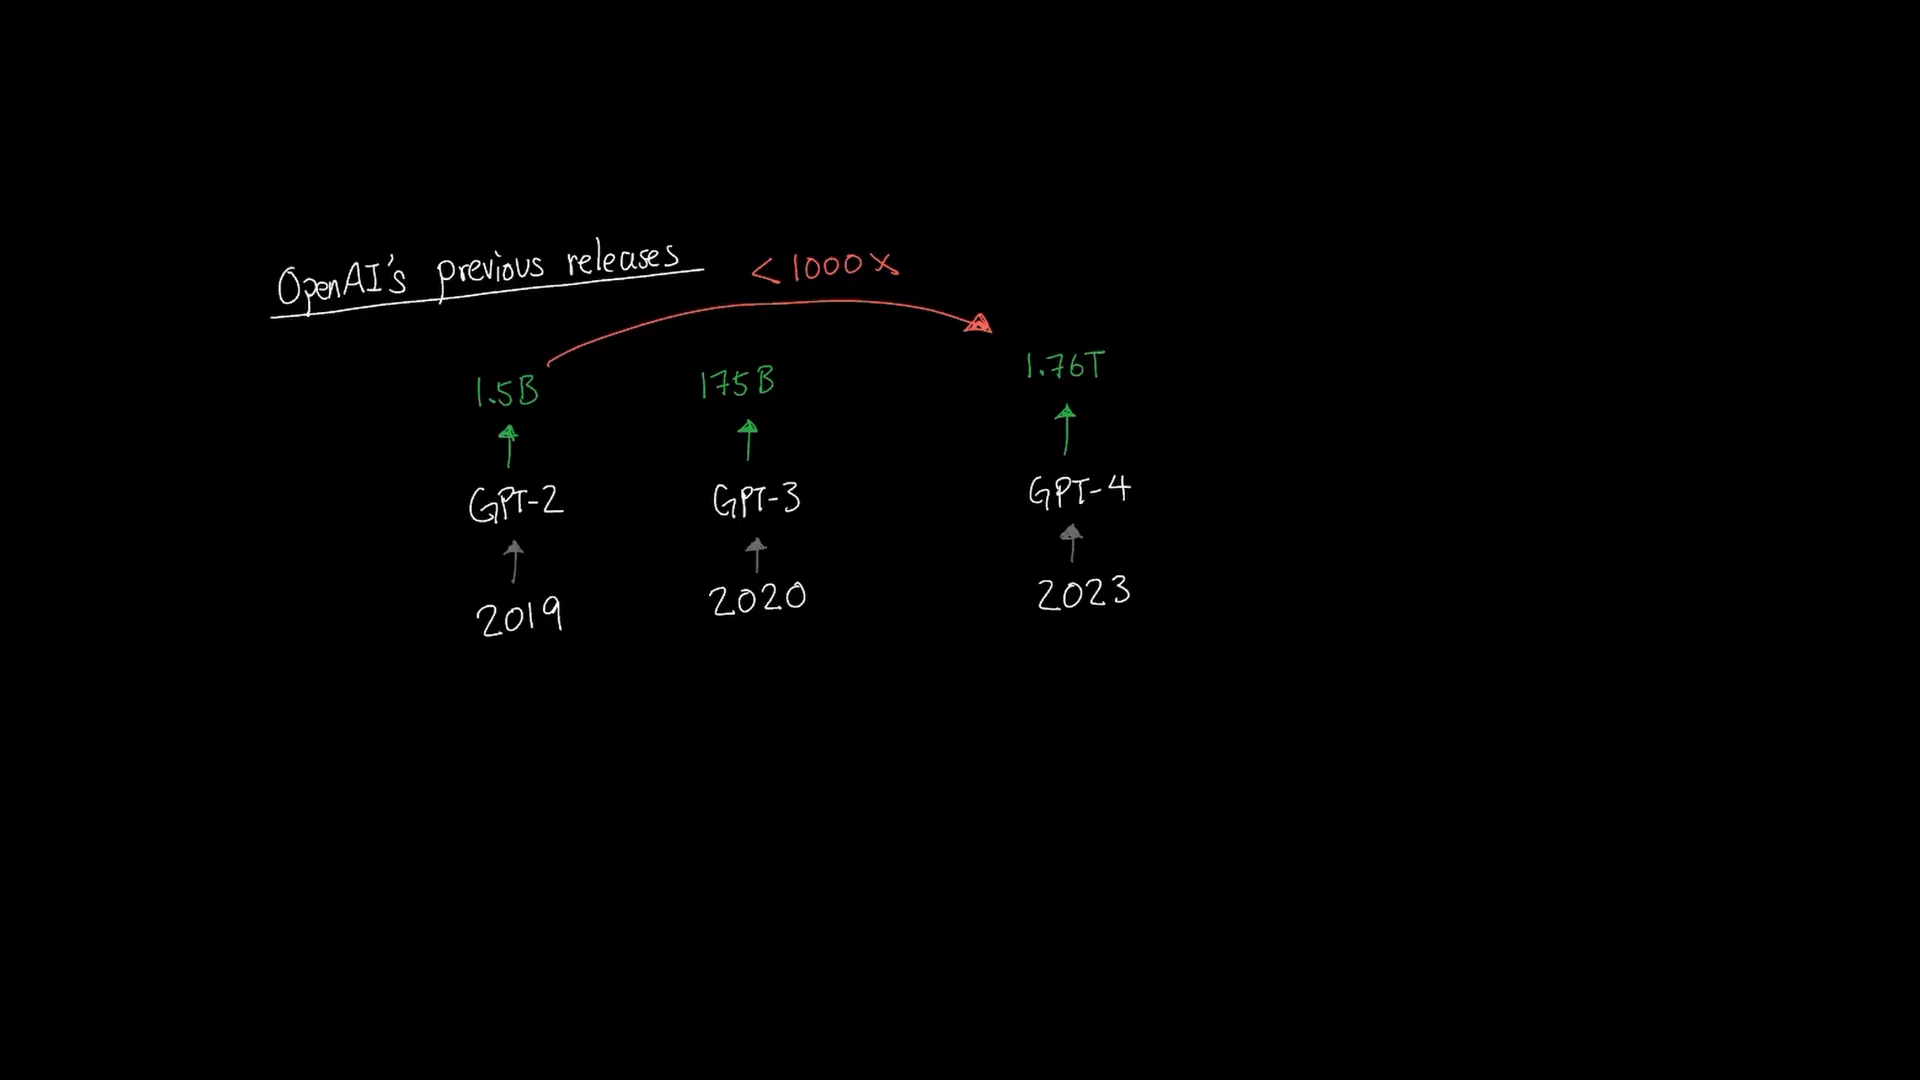 OpenAI's previous releases
<1000x
1.5B 175B 1.76T
GPT-2 GPT-3 GPT-4
2019 2020 2023